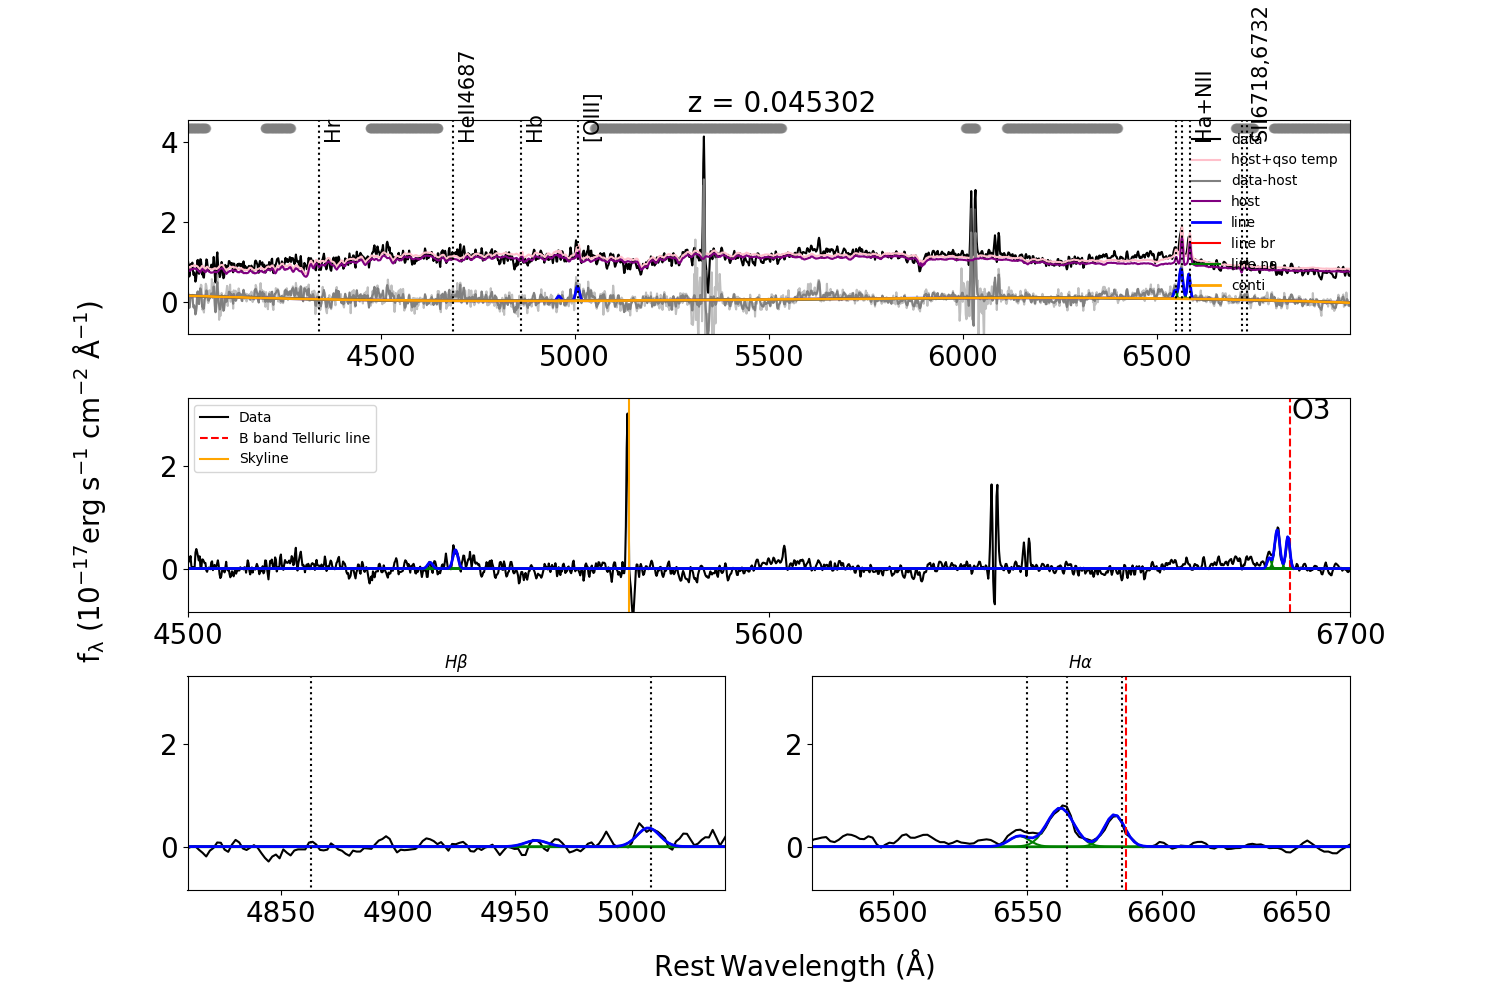 z = 0.045302
Hr
HeII4687
Hb
[OIII]
Ha+NII
SII6718,6732
data
host+qso temp
data-host
host
line
line br
line na
conti
4
2
0
4500 5000 5500 6000 6500
fλ (10⁻¹⁷erg s⁻¹ cm⁻² Å⁻¹)
Data
B band Telluric line
Skyline
O3
2
0
4500 5600 6700
Hβ
2
0
4850 4900 4950 5000
Hα
2
0
6500 6550 6600 6650
Rest Wavelength (Å)